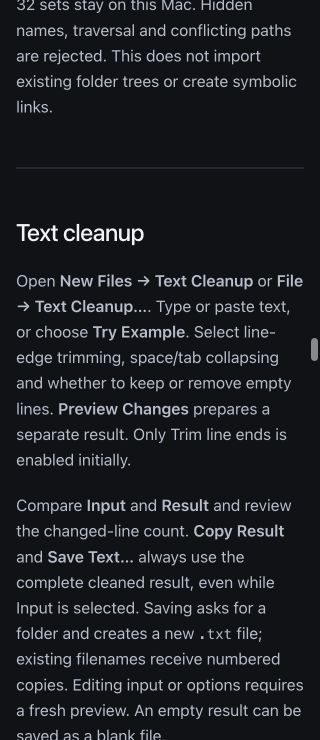 32 sets stay on this Mac. Hidden
names, traversal and conflicting paths
are rejected. This does not import
existing folder trees or create symbolic
links.
Text cleanup
Open New Files → Text Cleanup or File
→ Text Cleanup.... Type or paste text,
or choose Try Example. Select line-
edge trimming, space/tab collapsing
and whether to keep or remove empty
lines. Preview Changes prepares a
separate result. Only Trim line ends is
enabled initially.
Compare Input and Result and review
the changed-line count. Copy Result
and Save Text... always use the
complete cleaned result, even while
Input is selected. Saving asks for a
folder and creates a new .txt file;
existing filenames receive numbered
copies. Editing input or options requires
a fresh preview. An empty result can be
saved as a blank file.